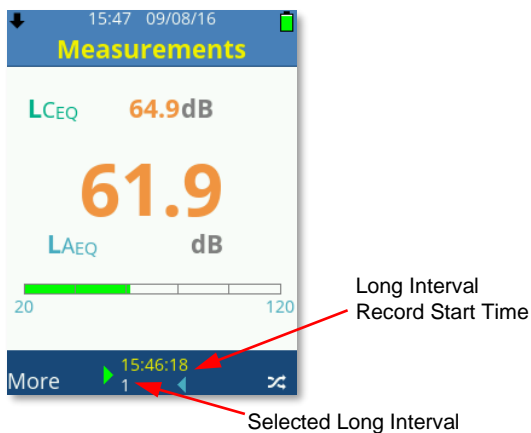 15:47 09/08/16
Measurements
LCEQ 64.9dB
61.9
LAEQ dB
20 120
Long Interval
Record Start Time
15:46:18
More 1
Selected Long Interval